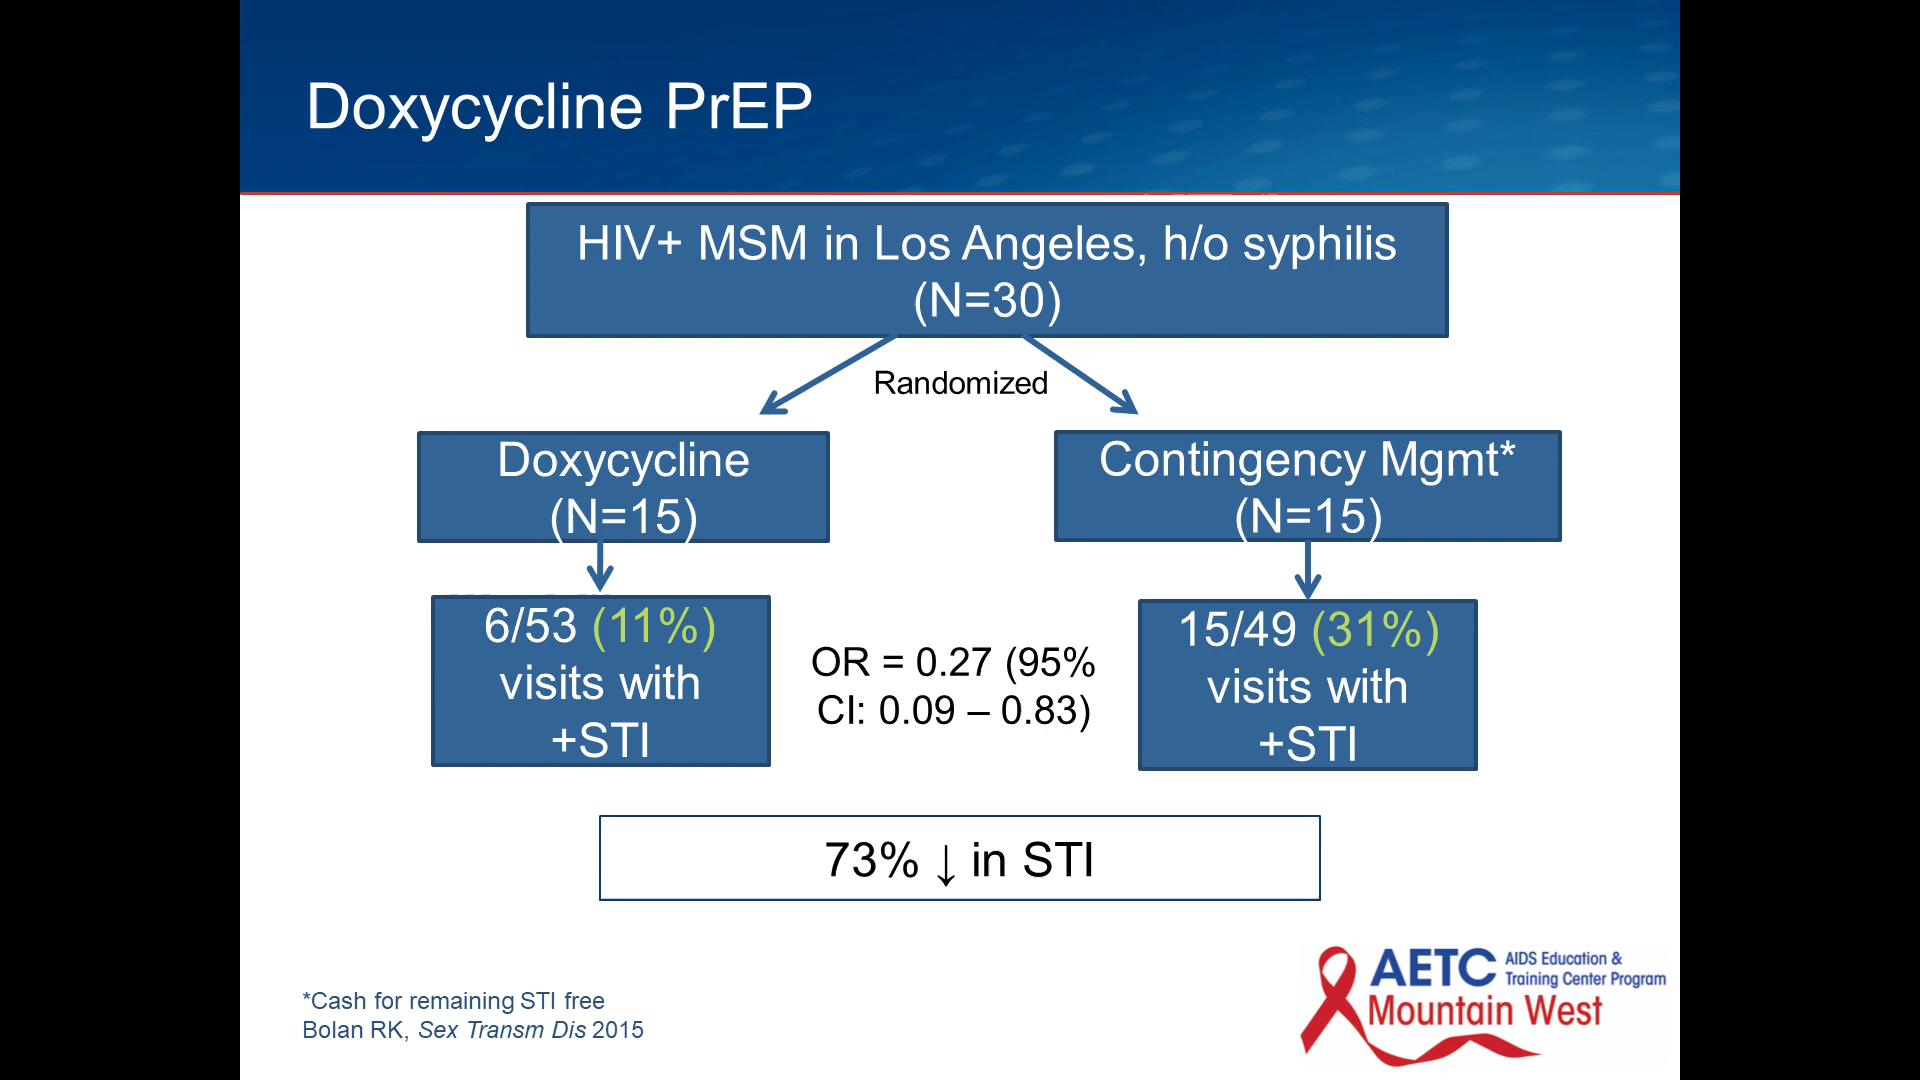 Doxycycline PrEP
HIV+ MSM in Los Angeles, h/o syphilis
(N=30)
Randomized
Doxycycline
(N=15)
Contingency Mgmt*
(N=15)
6/53 (11%)
visits with
+STI
OR = 0.27 (95%
CI: 0.09 – 0.83)
15/49 (31%)
visits with
+STI
73% ↓ in STI
*Cash for remaining STI free
Bolan RK, Sex Transm Dis 2015
AETC AIDS Education &
Training Center Program
Mountain West